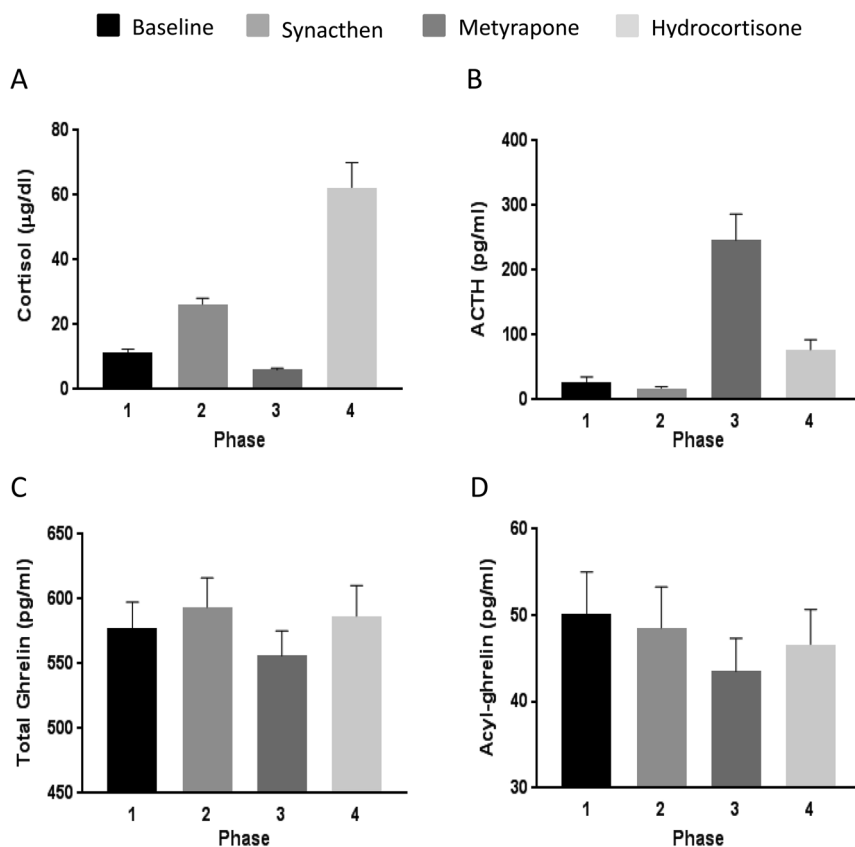 Baseline Synacthen Metyrapone Hydrocortisone
A
Cortisol (µg/dl)
80
60
40
20
0
1 2 3 4
Phase
B
ACTH (pg/ml)
400
300
200
100
0
1 2 3 4
Phase
C
Total Ghrelin (pg/ml)
650
600
550
500
450
1 2 3 4
Phase
D
Acyl-ghrelin (pg/ml)
60
50
40
30
1 2 3 4
Phase